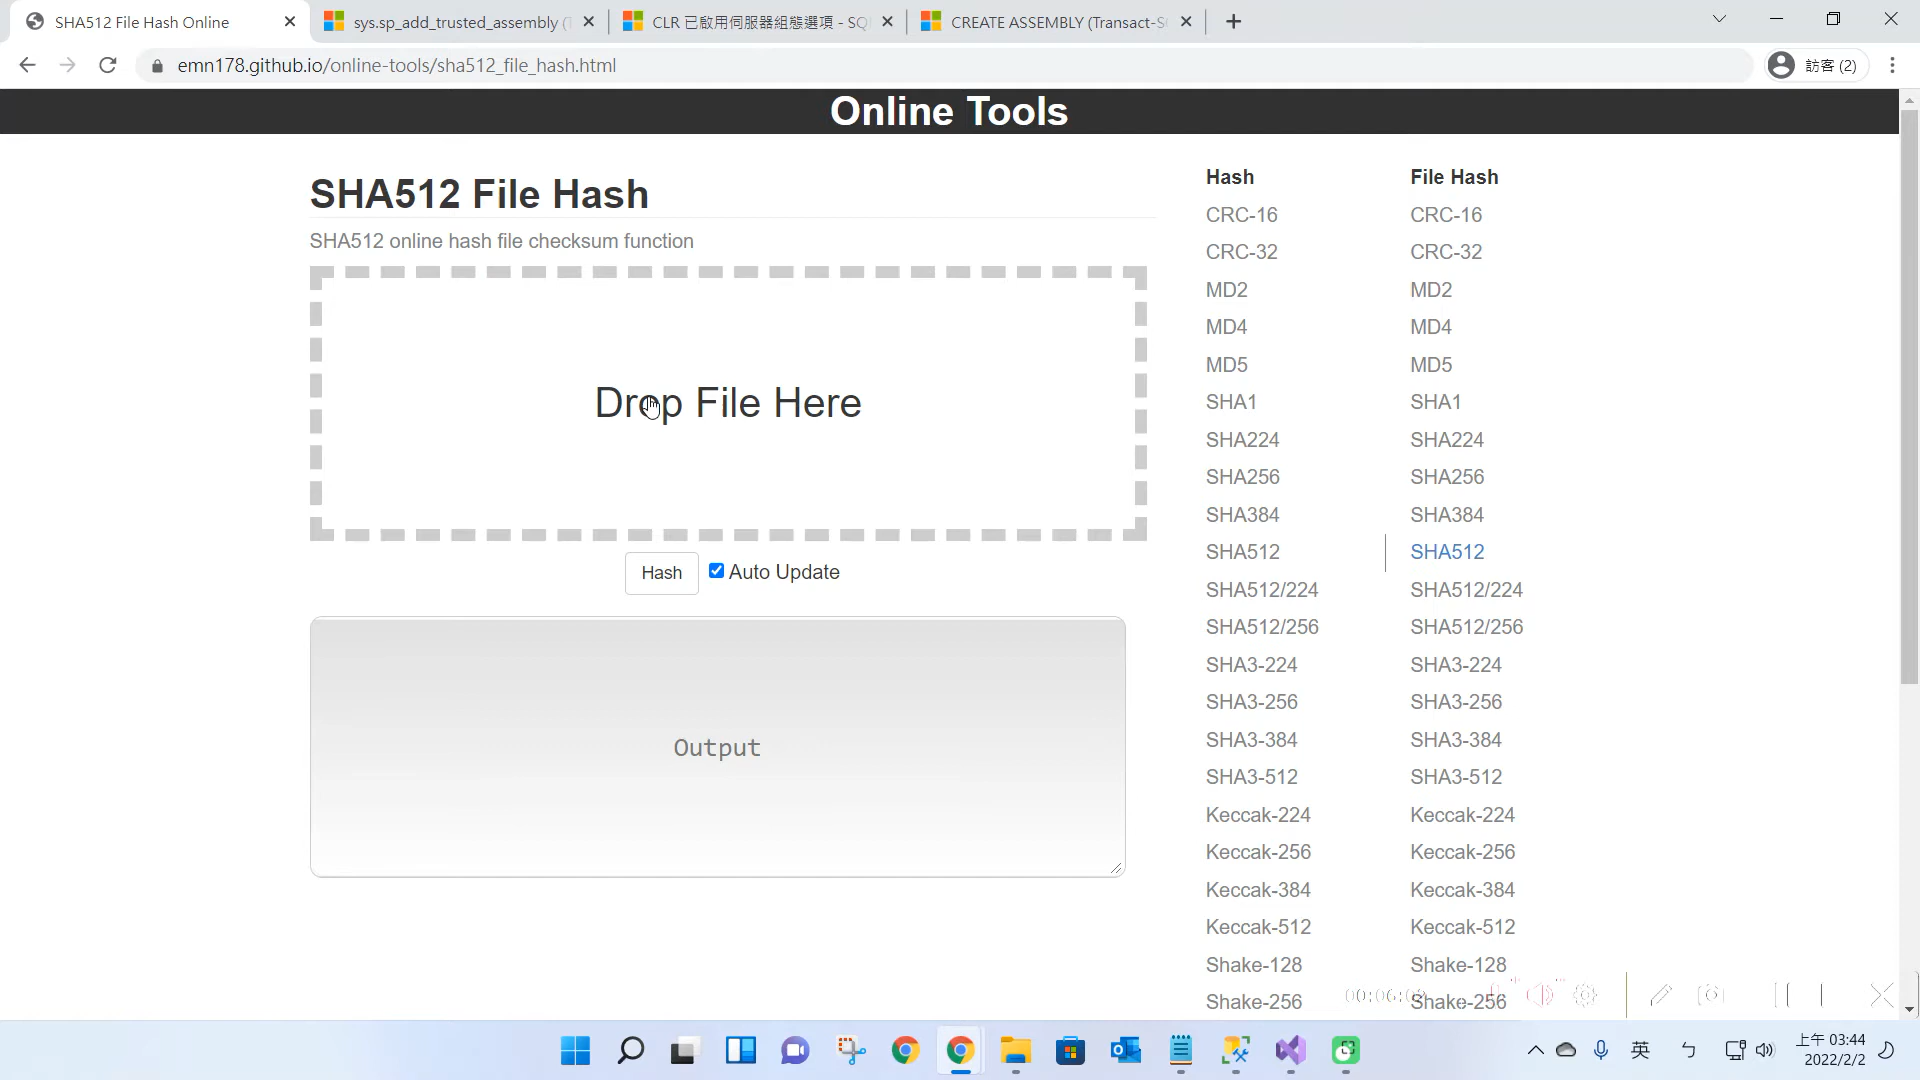 SHA512 File Hash Online
sys.sp_add_trusted_assembly (T
CLR 已啟用伺服器組態選項 - SQ
CREATE ASSEMBLY (Transact-S
emn178.github.io/online-tools/sha512_file_hash.html
訪客 (2)
Online Tools
SHA512 File Hash
SHA512 online hash file checksum function
Drop File Here
Hash
Auto Update
Output
Hash
CRC-16
CRC-32
MD2
MD4
MD5
SHA1
SHA224
SHA256
SHA384
SHA512
SHA512/224
SHA512/256
SHA3-224
SHA3-256
SHA3-384
SHA3-512
Keccak-224
Keccak-256
Keccak-384
Keccak-512
Shake-128
Shake-256
File Hash
CRC-16
CRC-32
MD2
MD4
MD5
SHA1
SHA224
SHA256
SHA384
SHA512
SHA512/224
SHA512/256
SHA3-224
SHA3-256
SHA3-384
SHA3-512
Keccak-224
Keccak-256
Keccak-384
Keccak-512
Shake-128
Shake-256
英
ㄅ
上午 03:44
2022/2/2